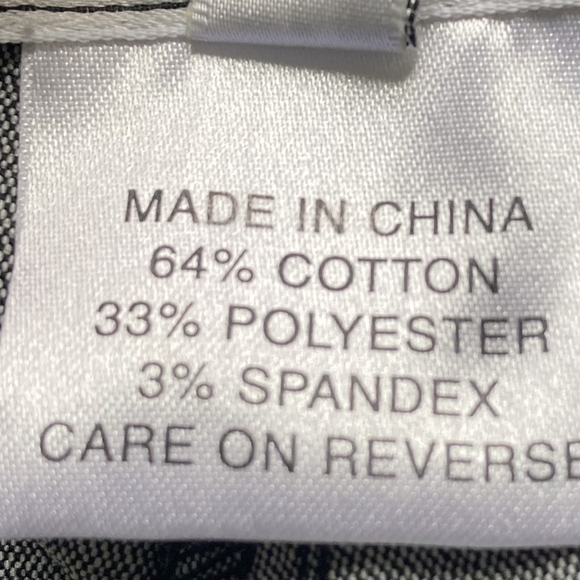 MADE IN CHINA
64% COTTON
33% POLYESTER
3% SPANDEX
CARE ON REVERSE